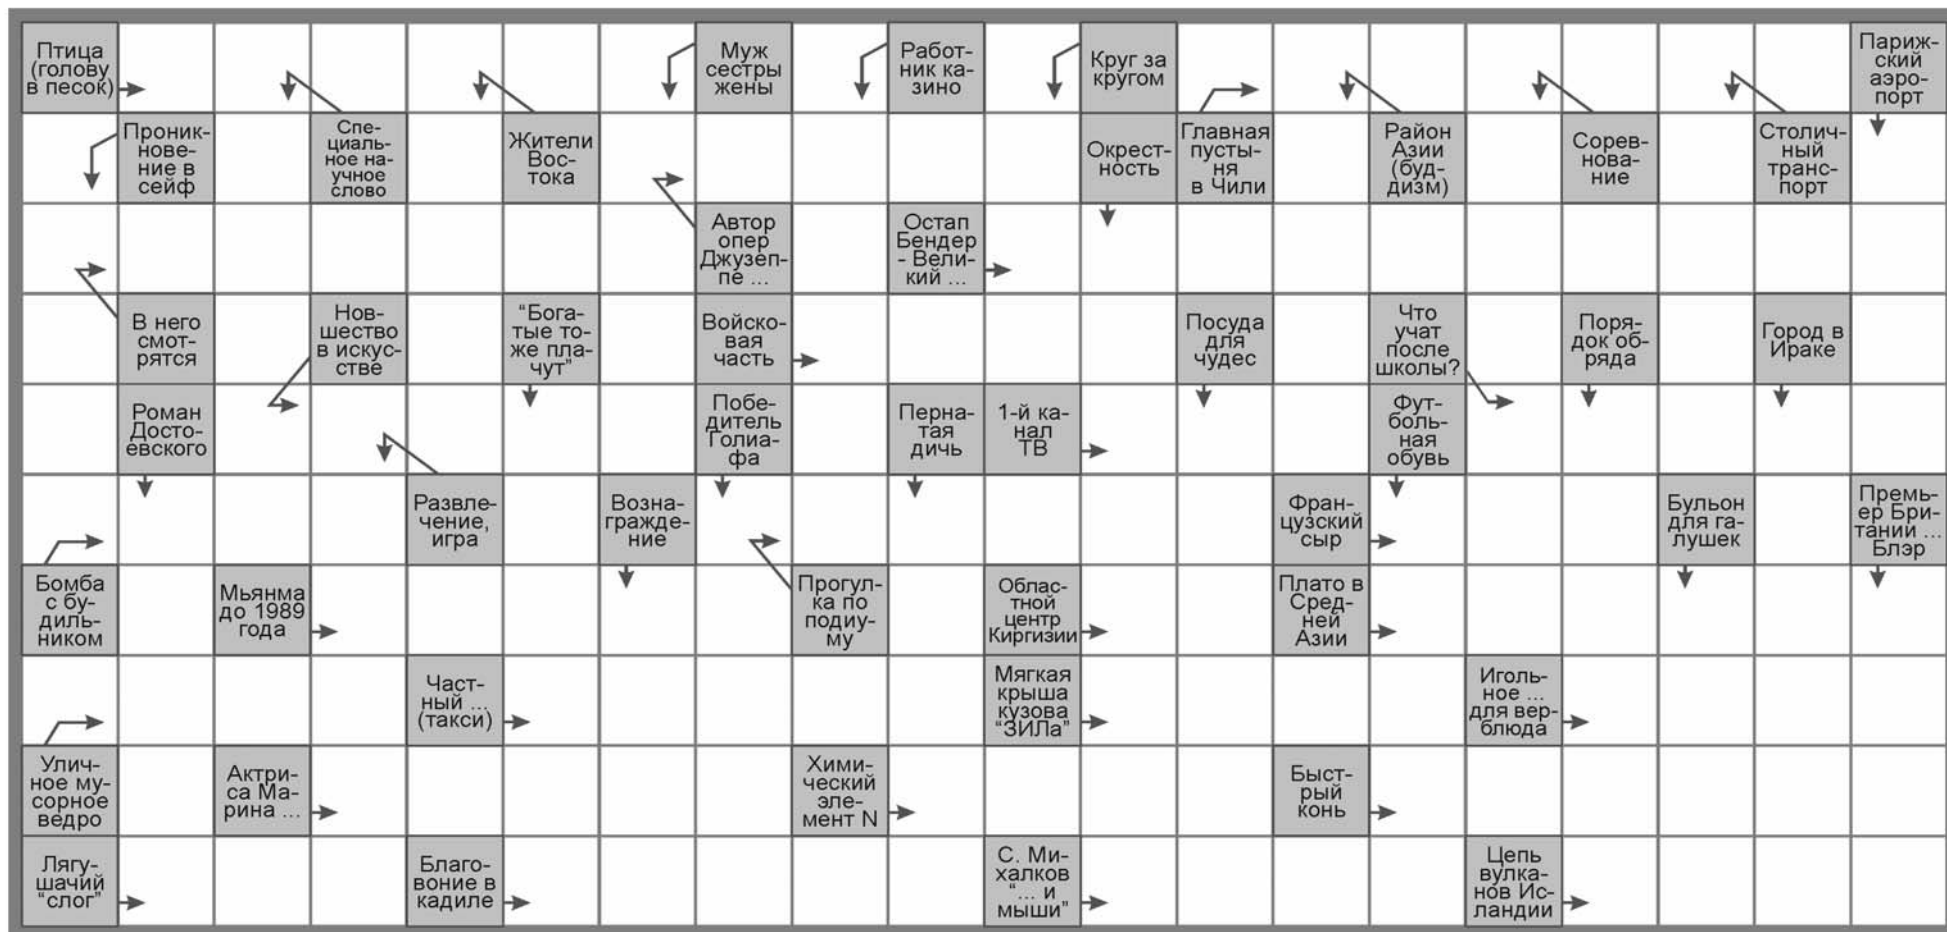 Птица
(голову
в песок)
Муж
сестры
жены
Работ-
ник ка-
зино
Круг за
кругом
Париж-
ский
аэро-
порт
Проник-
нове-
ние в
сейф
Спе-
циаль-
ное на-
учное
слово
Жители
Вос-
тока
Окрест-
ность
Главная
пусты-
ня
в Чили
Район
Азии
(буд-
дизм)
Сорев-
нова-
ние
Столич-
ный
транс-
порт
Автор
опер
Джузеп-
пе ...
Остап
Бендер
- Вели-
кий ...
В него
смот-
рятся
Нов-
шество
в искус-
стве
“Бога-
тые то-
же пла-
чут”
Войско-
вая
часть
Посуда
для
чудес
Что
учат
после
школы?
Поря-
док об-
ряда
Город в
Ираке
Роман
Досто-
евского
Побе-
дитель
Голиа-
фа
Перна-
тая
дичь
1-й ка-
нал
ТВ
Фут-
боль-
ная
обувь
Развле-
чение,
игра
Возна-
гражде-
ние
Фран-
цузский
сыр
Бульон
для га-
лушек
Премь-
ер Бри-
тании ...
Блэр
Бомба
с бу-
диль-
ником
Мьянма
до 1989
года
Прогул-
ка по
подиу-
му
Облас-
тной
центр
Киргизии
Плато в
Сред-
ней
Азии
Част-
ный ...
(такси)
Мягкая
крыша
кузова
“ЗИЛа”
Иголь-
ное ...
для вер-
блюда
Улич-
ное му-
сорное
ведро
Актри-
са Ма-
рина ...
Хими-
ческий
эле-
мент N
Быст-
рый
конь
Лягу-
шачий
“слог”
Благо-
воние в
кадиле
С. Ми-
халков
“... и
мыши”
Цепь
вулка-
нов Ис-
ландии